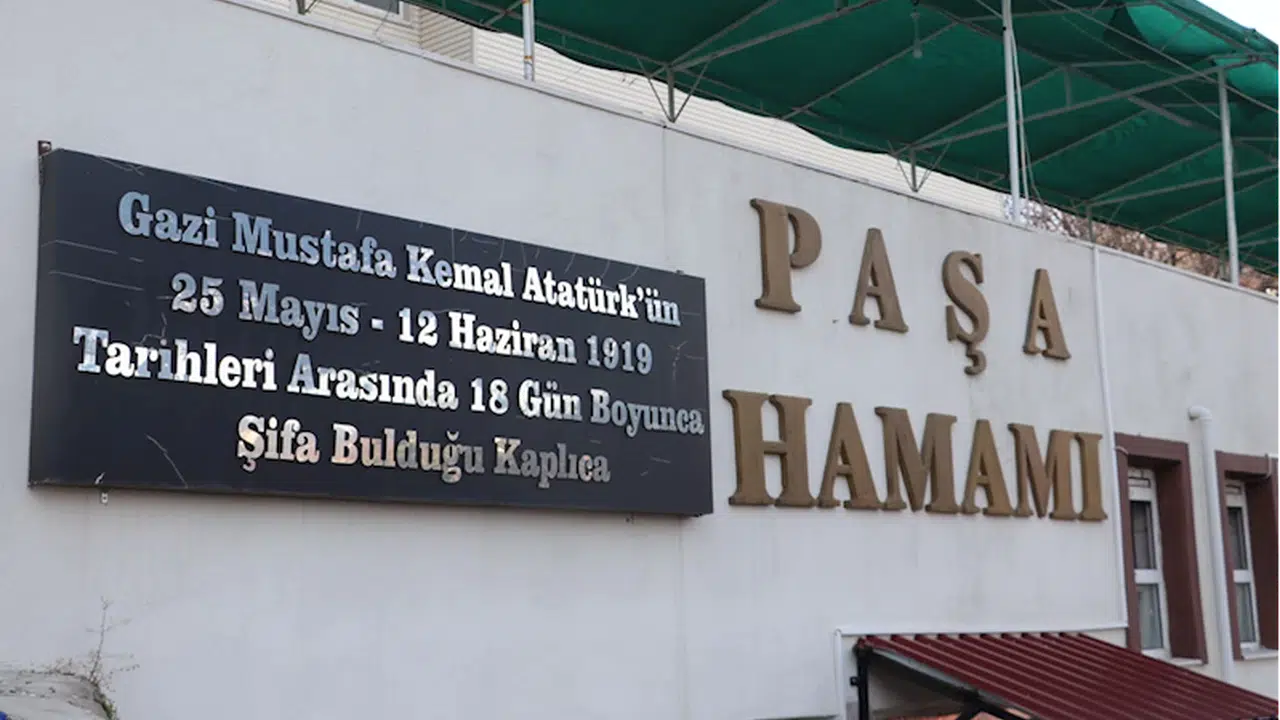 Gazi Mustafa Kemal Atatürk'ün
25 Mayıs - 12 Haziran 1919
Tarihleri Arasında 18 Gün Boyunca
Şifa Bulduğu Kaplıca
PAŞA
HAMAMI